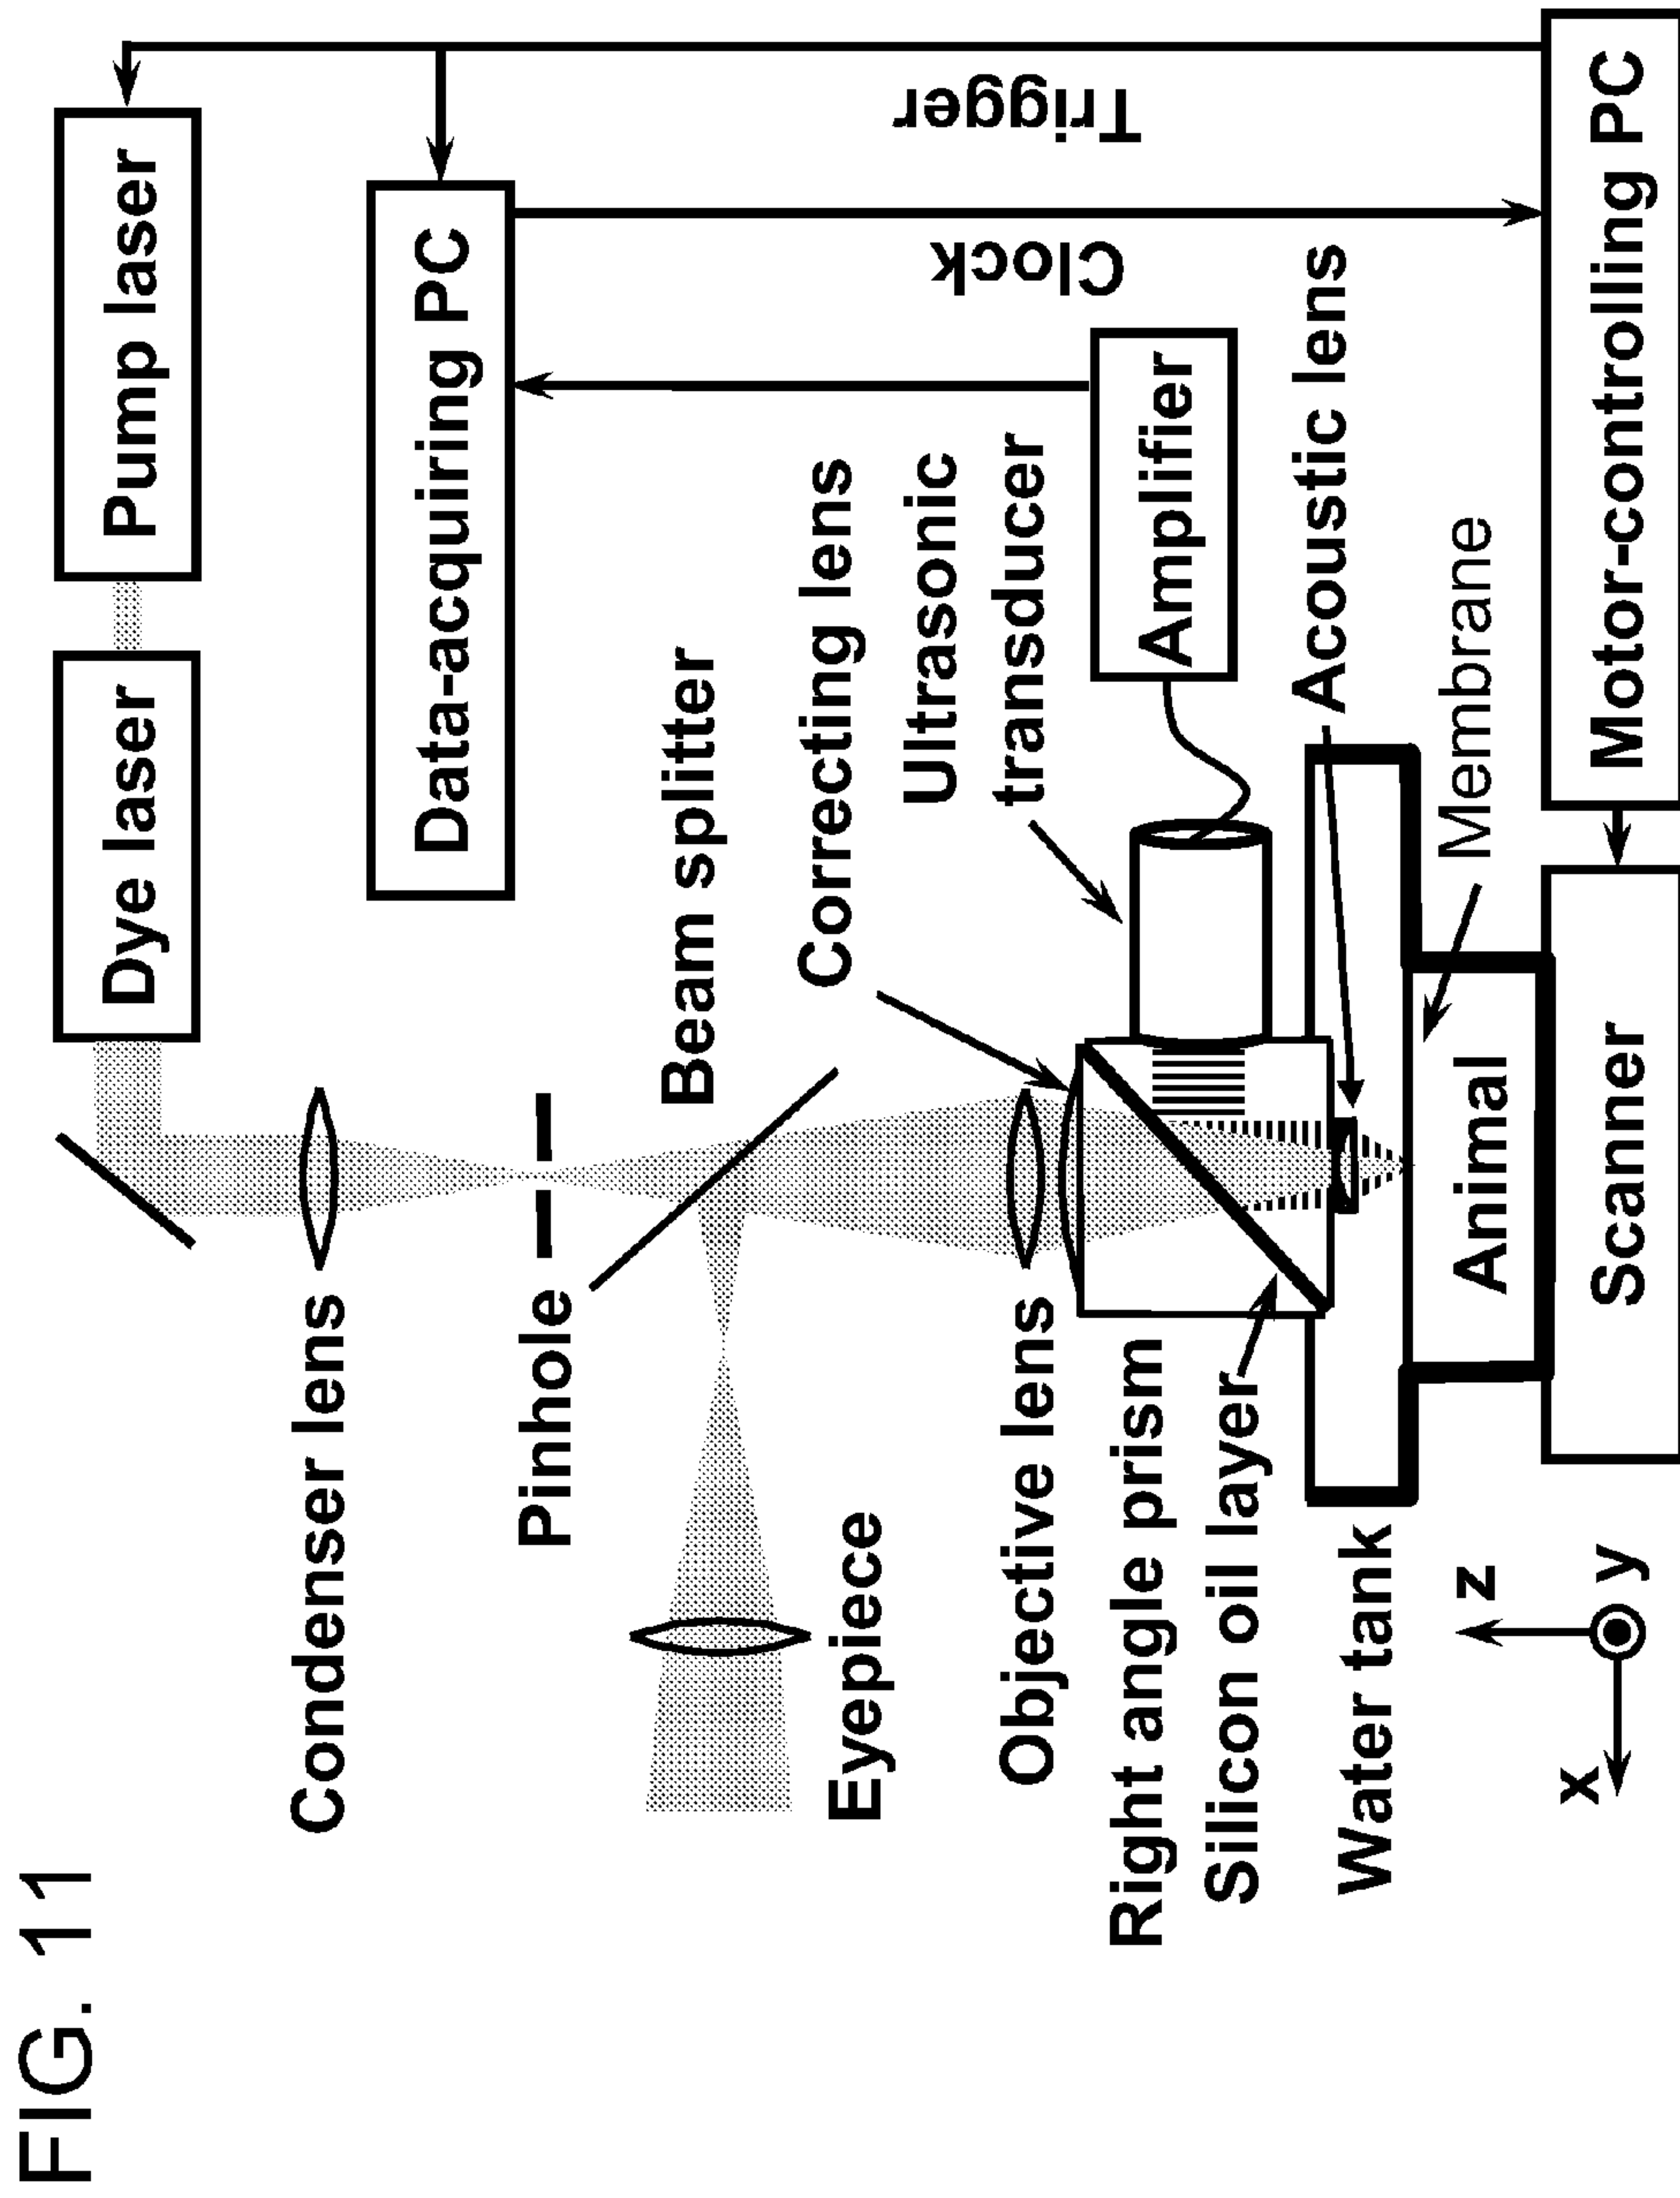 FIG. 11
Pump laser
Dye laser
Data-acquiring PC
Trigger
Clock
Condenser lens
Pinhole
Beam splitter
Eyepiece
Correcting lens
Ultrasonic
transducer
Amplifier
Objective lens
Right angle prism
Silicon oil layer
Acoustic lens
Membrane
Water tank
Animal
Scanner
Motor-controlling PC
z
y
x